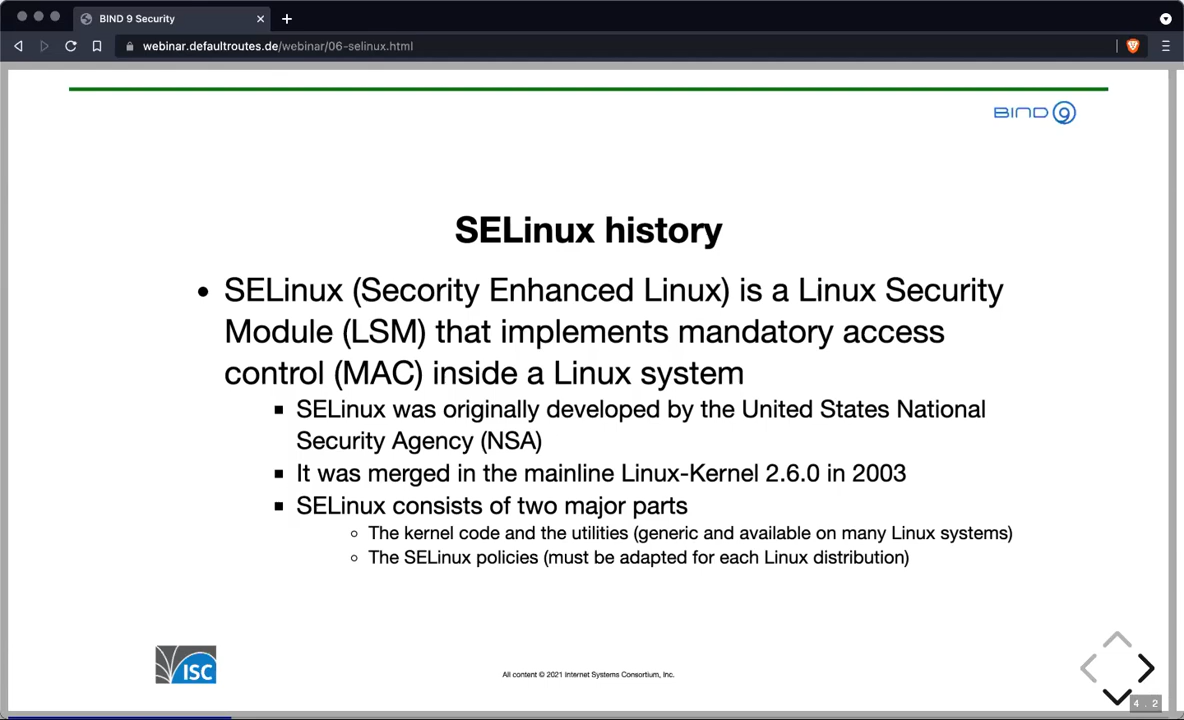 BIND 9 Security
webinar.defaultroutes.de/webinar/06-selinux.html
BIND 9
SELinux history
• SELinux (Secority Enhanced Linux) is a Linux Security
Module (LSM) that implements mandatory access
control (MAC) inside a Linux system
▪ SELinux was originally developed by the United States National
Security Agency (NSA)
▪ It was merged in the mainline Linux-Kernel 2.6.0 in 2003
▪ SELinux consists of two major parts
◦ The kernel code and the utilities (generic and available on many Linux systems)
◦ The SELinux policies (must be adapted for each Linux distribution)
ISC
All content © 2021 Internet Systems Consortium, Inc.
4 . 2